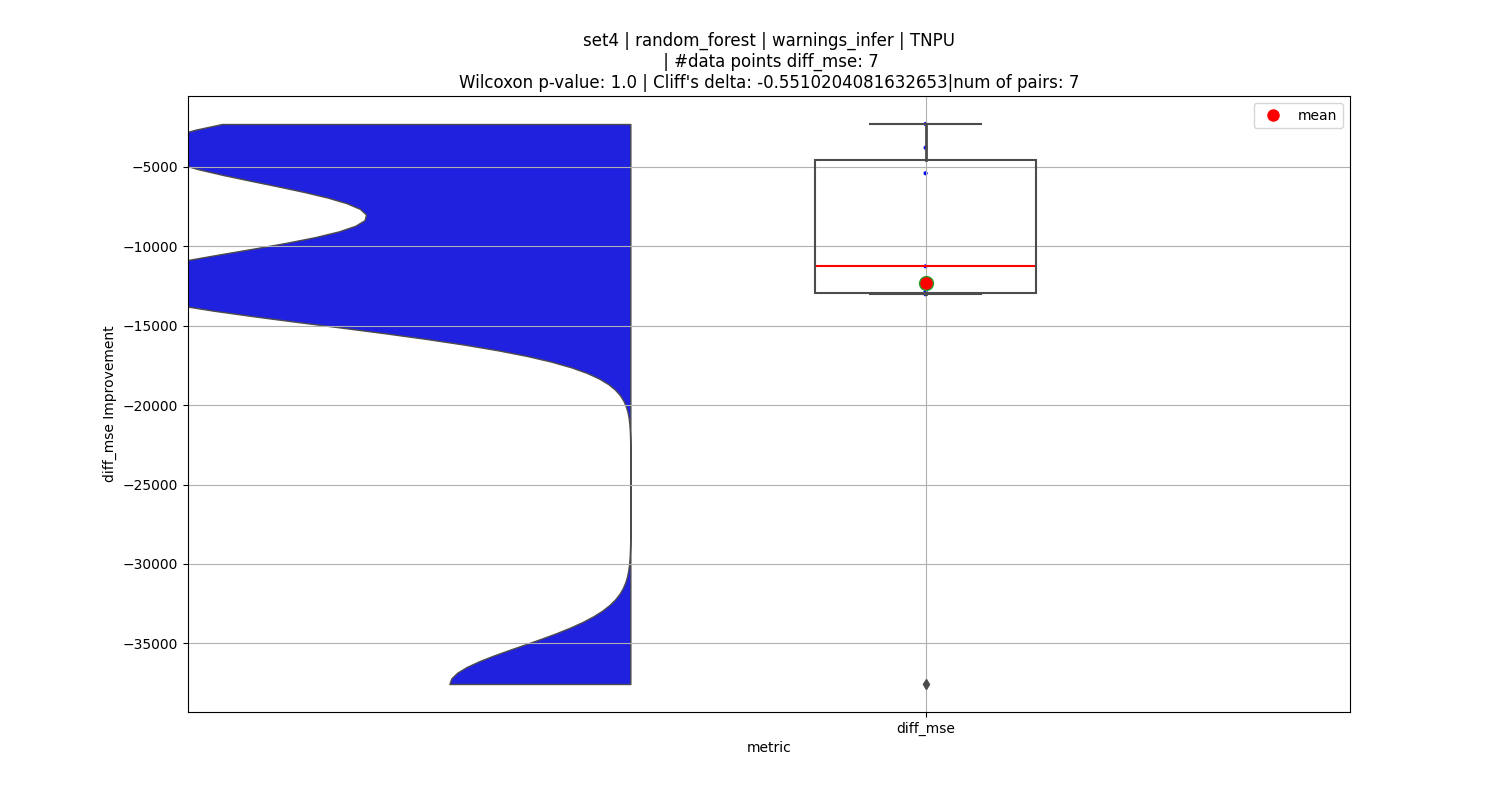 set4 | random_forest | warnings_infer | TNPU
| #data points diff_mse: 7
Wilcoxon p-value: 1.0 | Cliff's delta: -0.5510204081632653|num of pairs: 7
mean
diff_mse Improvement
−5000
−10000
−15000
−20000
−25000
−30000
−35000
diff_mse
metric